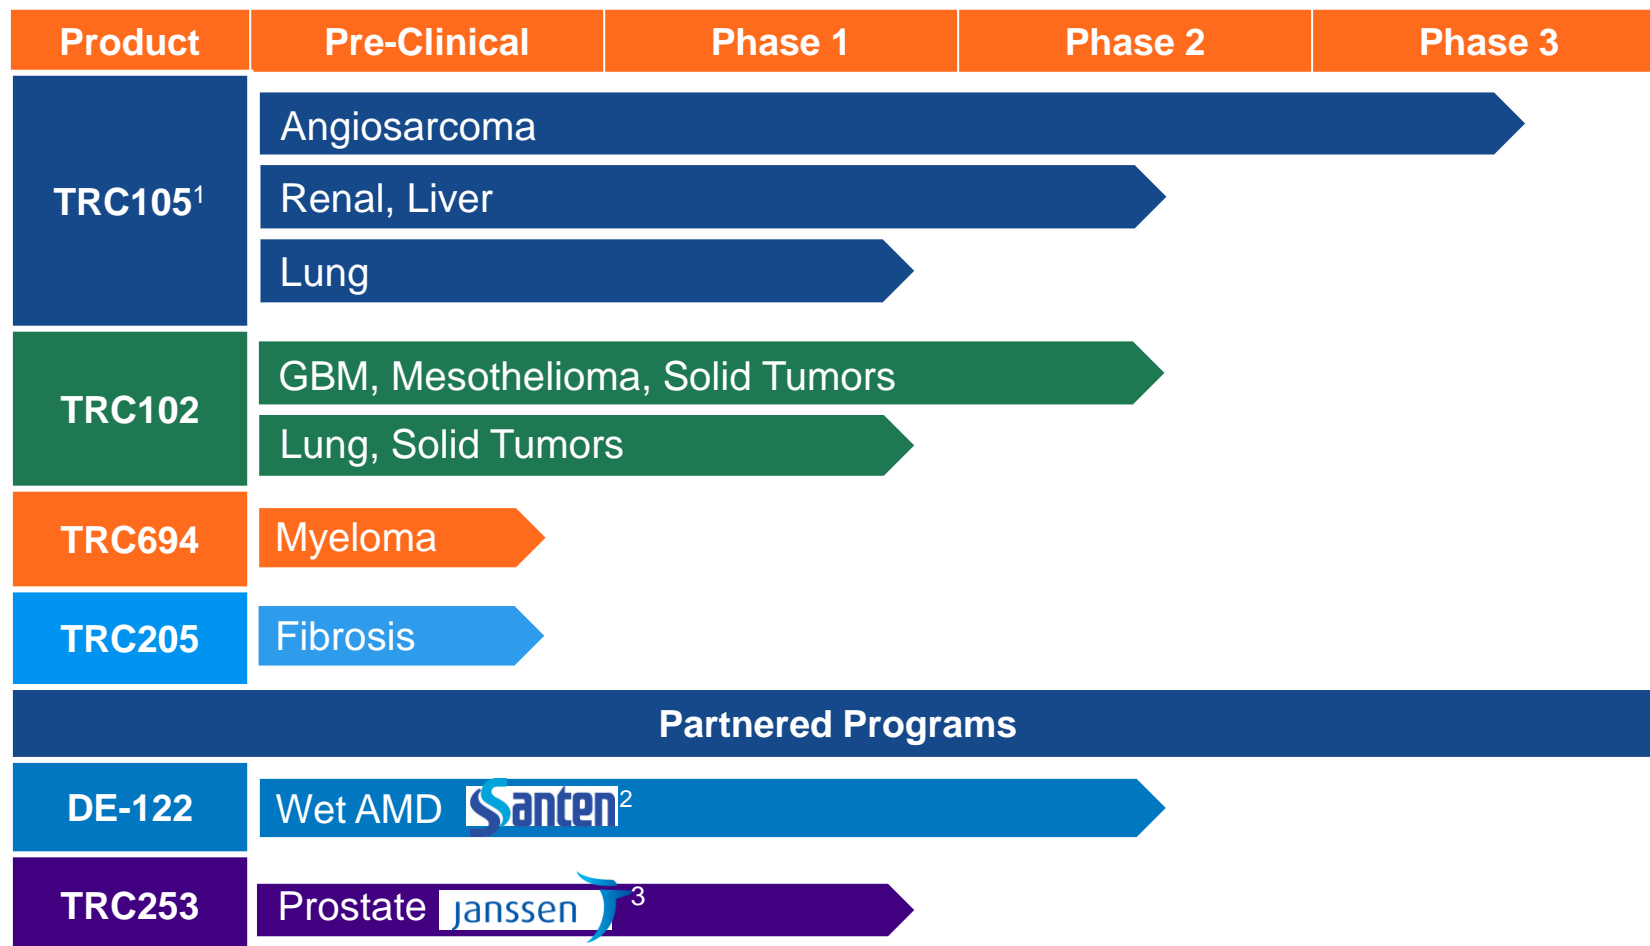 Product Pre-Clinical Phase 1 Phase 2 Phase 3
TRC105¹
Angiosarcoma
Renal, Liver
Lung
TRC102
GBM, Mesothelioma, Solid Tumors
Lung, Solid Tumors
TRC694 Myeloma
TRC205 Fibrosis
Partnered Programs
DE-122 Wet AMD Santen²
TRC253 Prostate janssen³